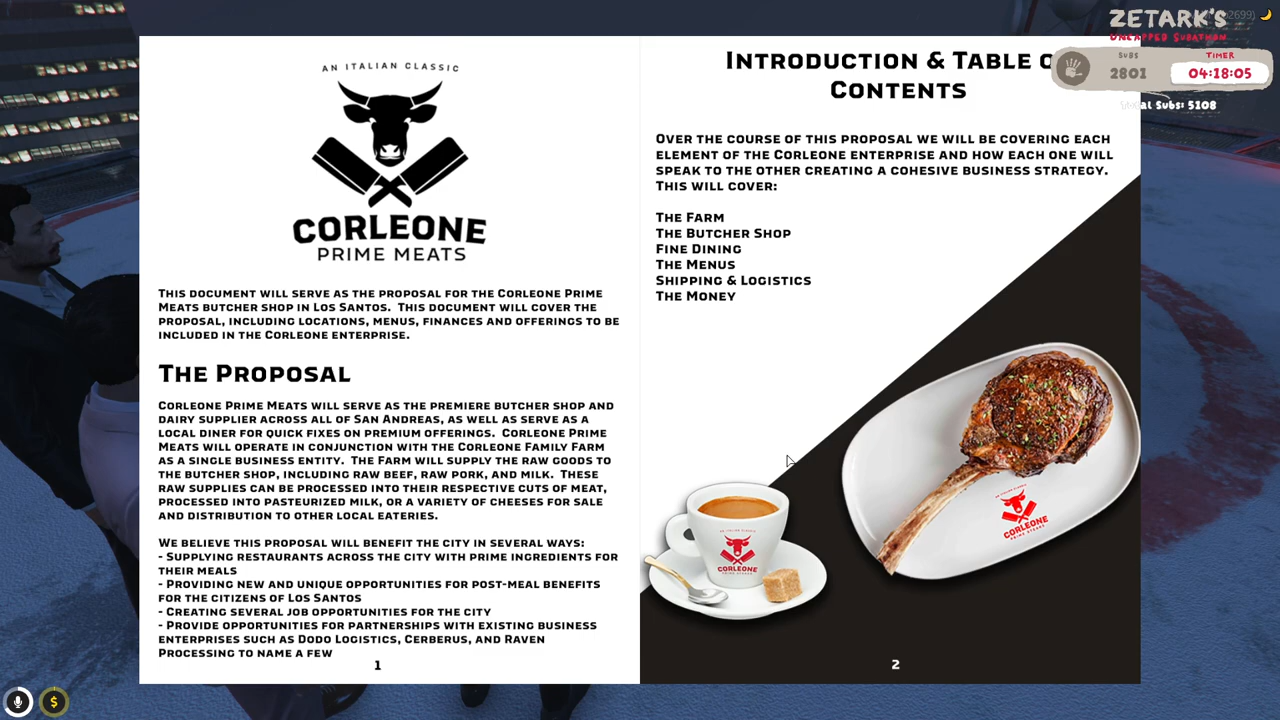 ZETARK'S
2699)
UNCAPPED SUBATHON
SUBS
2801
TIMER
04:18:05
Total Subs: 5108
AN ITALIAN CLASSIC
CORLEONE
PRIME MEATS
THIS DOCUMENT WILL SERVE AS THE PROPOSAL FOR THE CORLEONE PRIME
MEATS BUTCHER SHOP IN LOS SANTOS. THIS DOCUMENT WILL COVER THE
PROPOSAL, INCLUDING LOCATIONS, MENUS, FINANCES AND OFFERINGS TO BE
INCLUDED IN THE CORLEONE ENTERPRISE.
THE PROPOSAL
CORLEONE PRIME MEATS WILL SERVE AS THE PREMIERE BUTCHER SHOP AND
DAIRY SUPPLIER ACROSS ALL OF SAN ANDREAS, AS WELL AS SERVE AS A
LOCAL DINER FOR QUICK FIXES ON PREMIUM OFFERINGS. CORLEONE PRIME
MEATS WILL OPERATE IN CONJUNCTION WITH THE CORLEONE FAMILY FARM
AS A SINGLE BUSINESS ENTITY. THE FARM WILL SUPPLY THE RAW GOODS TO
THE BUTCHER SHOP, INCLUDING RAW BEEF, RAW PORK, AND MILK. THESE
RAW SUPPLIES CAN BE PROCESSED INTO THEIR RESPECTIVE CUTS OF MEAT,
PROCESSED INTO PASTEURIZED MILK, OR A VARIETY OF CHEESES FOR SALE
AND DISTRIBUTION TO OTHER LOCAL EATERIES.
WE BELIEVE THIS PROPOSAL WILL BENEFIT THE CITY IN SEVERAL WAYS:
- SUPPLYING RESTAURANTS ACROSS THE CITY WITH PRIME INGREDIENTS FOR
THEIR MEALS
- PROVIDING NEW AND UNIQUE OPPORTUNITIES FOR POST-MEAL BENEFITS
FOR THE CITIZENS OF LOS SANTOS
- CREATING SEVERAL JOB OPPORTUNITIES FOR THE CITY
- PROVIDE OPPORTUNITIES FOR PARTNERSHIPS WITH EXISTING BUSINESS
ENTERPRISES SUCH AS DODO LOGISTICS, CERBERUS, AND RAVEN
PROCESSING TO NAME A FEW
1
INTRODUCTION & TABLE O
CONTENTS
OVER THE COURSE OF THIS PROPOSAL WE WILL BE COVERING EACH
ELEMENT OF THE CORLEONE ENTERPRISE AND HOW EACH ONE WILL
SPEAK TO THE OTHER CREATING A COHESIVE BUSINESS STRATEGY.
THIS WILL COVER:
THE FARM
THE BUTCHER SHOP
FINE DINING
THE MENUS
SHIPPING & LOGISTICS
THE MONEY
AN ITALIAN CLASSIC
CORLEONE
PRIME STEAKS
AN ITALIAN CLASSIC
CORLEONE
PRIME STEAKS
2
$